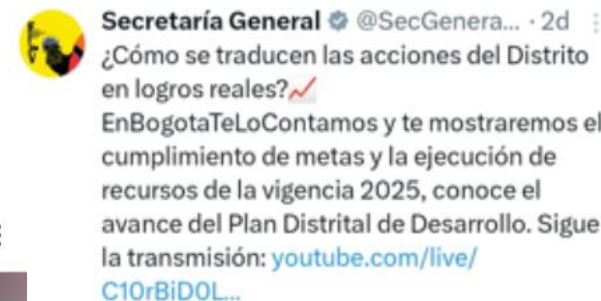 Secretaría General @SecGenera... · 2d
¿Cómo se traducen las acciones del Distrito
en logros reales?
EnBogotaTeLoContamos y te mostraremos el
cumplimiento de metas y la ejecución de
recursos de la vigencia 2025, conoce el
avance del Plan Distrital de Desarrollo. Sigue
la transmisión: youtube.com/live/
C10rBiD0L...